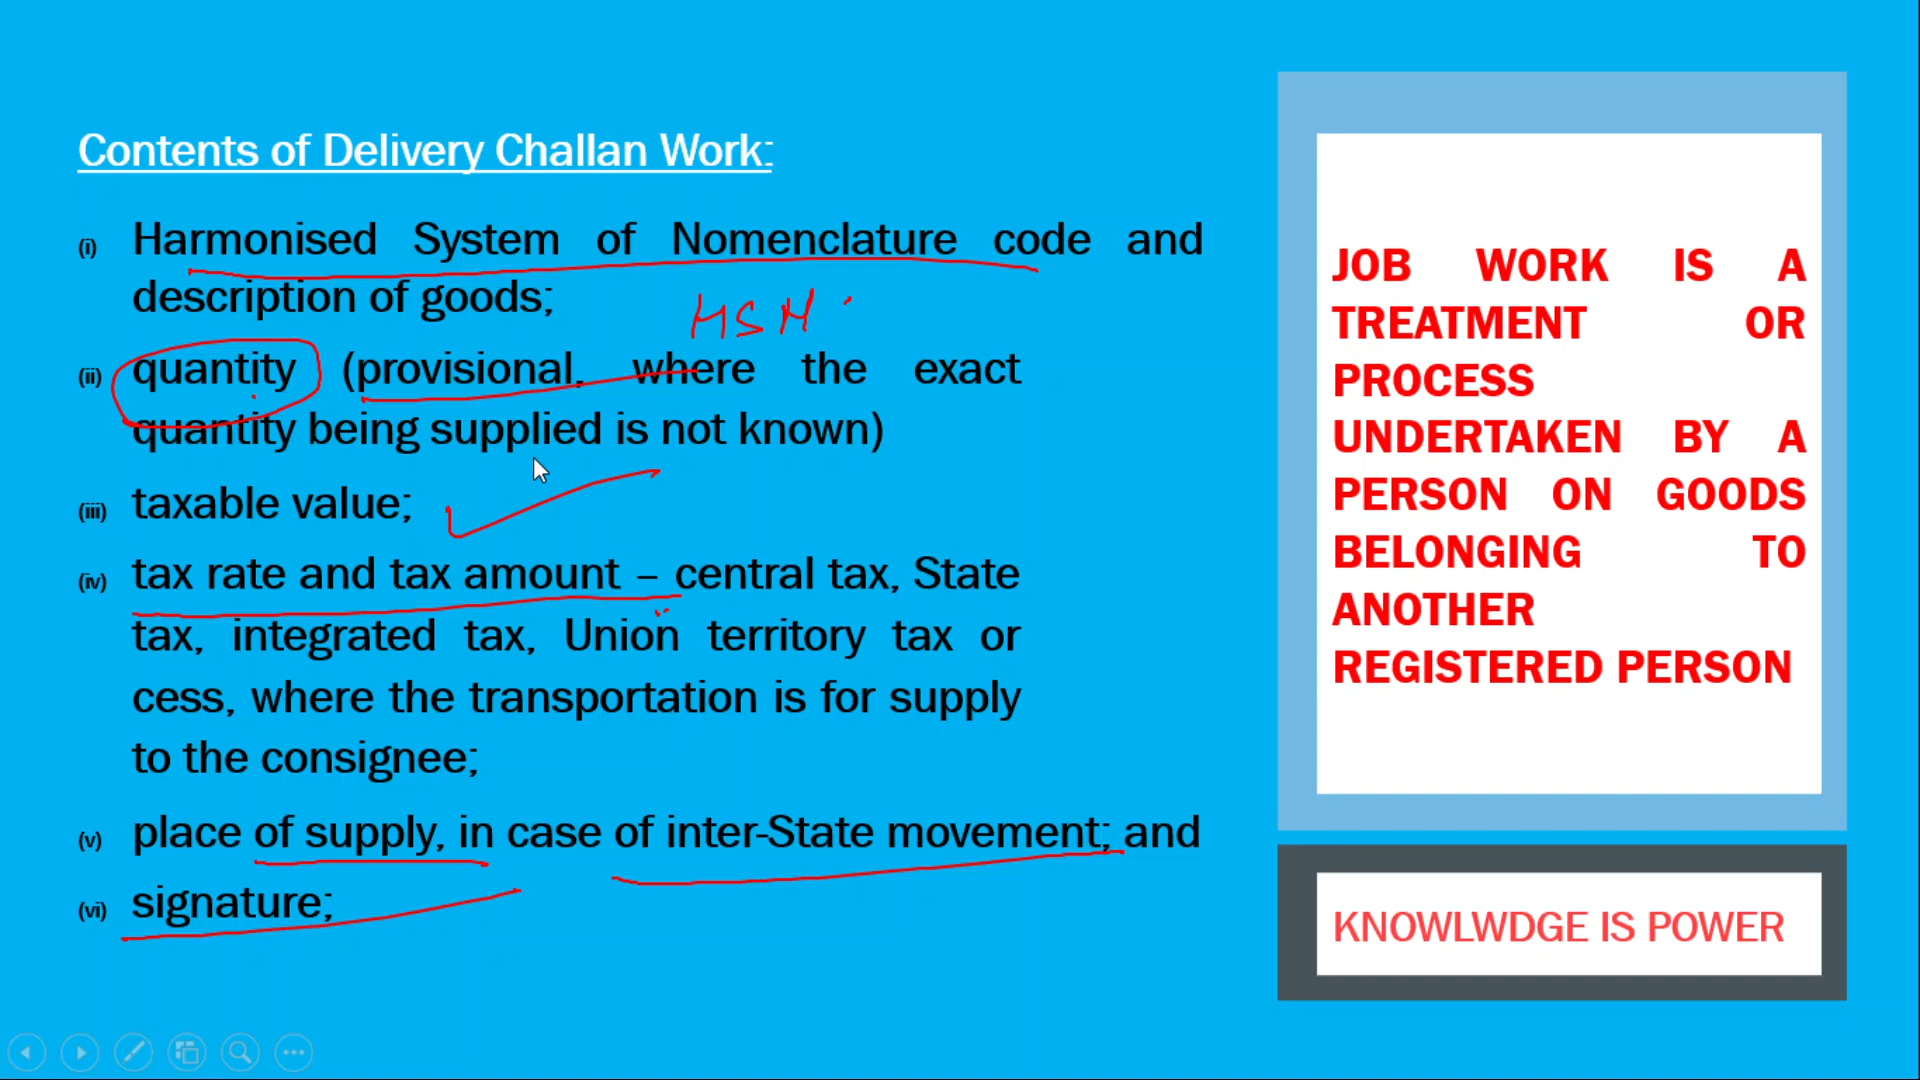 Contents of Delivery Challan Work:
(i) Harmonised System of Nomenclature code and
description of goods;
HSN
(ii) quantity (provisional, where the exact
quantity being supplied is not known)
(iii) taxable value;
(iv) tax rate and tax amount – central tax, State
tax, integrated tax, Union territory tax or
cess, where the transportation is for supply
to the consignee;
(v) place of supply, in case of inter-State movement; and
(vi) signature;
JOB WORK IS A
TREATMENT OR
PROCESS
UNDERTAKEN BY A
PERSON ON GOODS
BELONGING TO
ANOTHER
REGISTERED PERSON
KNOWLWDGE IS POWER